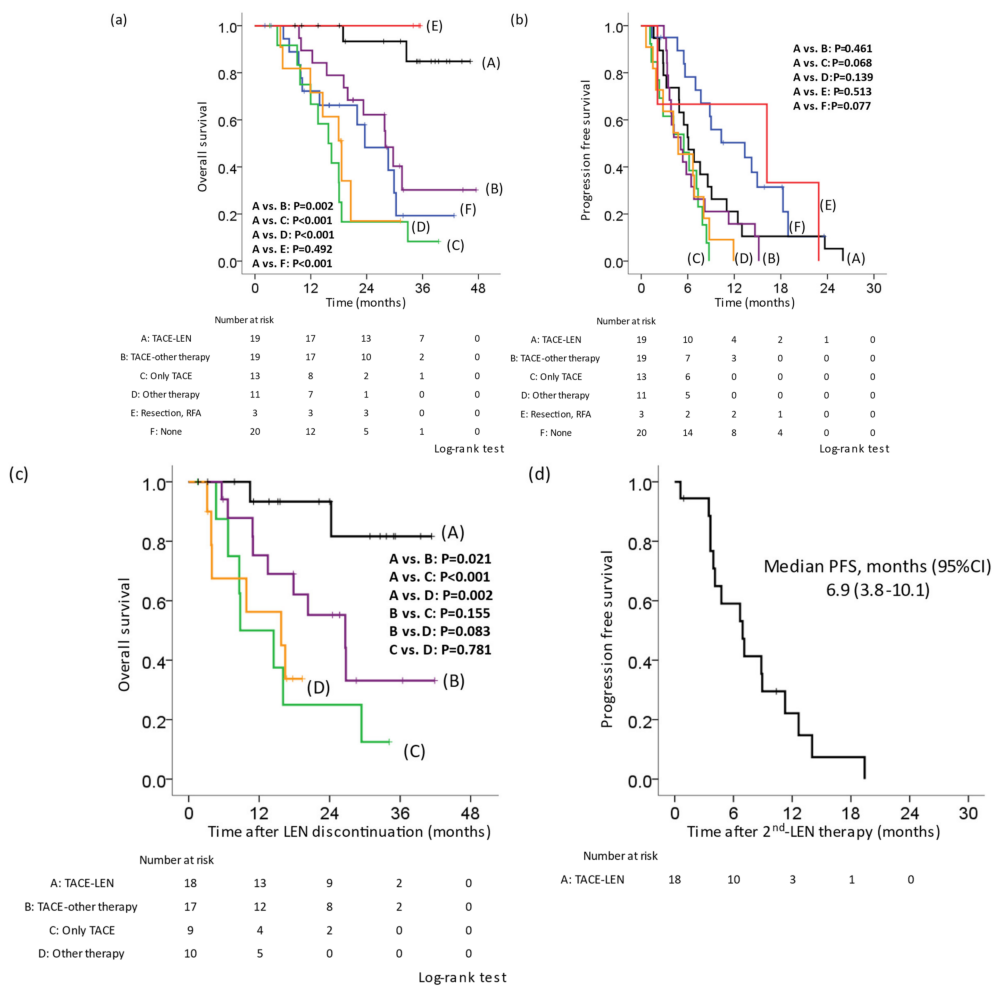 (a)
Overall survival
1.0
0.8
0.6
0.4
0.2
0.0
(E)
(A)
(B)
(F)
(D)
(C)
A vs. B: P=0.002
A vs. C: P<0.001
A vs. D: P<0.001
A vs. E: P=0.492
A vs. F: P<0.001
0 12 24 36 48
Time (months)
Number at risk
A: TACE-LEN 19 17 13 7 0
B: TACE-other therapy 19 17 10 2 0
C: Only TACE 13 8 2 1 0
D: Other therapy 11 7 1 0 0
E: Resection, RFA 3 3 3 0 0
F: None 20 12 5 1 0
Log-rank test
(b)
Progression free survival
1.0
0.8
0.6
0.4
0.2
0.0
A vs. B: P=0.461
A vs. C: P=0.068
A vs. D: P=0.139
A vs. E: P=0.513
A vs. F:P=0.077
(E)
(F)
(C) (D) (B) (A)
0 6 12 18 24 30
Time (months)
Number at risk
A: TACE-LEN 19 10 4 2 1 0
B: TACE-other therapy 19 7 3 0 0 0
C: Only TACE 13 6 0 0 0 0
D: Other therapy 11 5 0 0 0 0
E: Resection, RFA 3 2 2 1 0 0
F: None 20 14 8 4 0 0
Log-rank test
(c)
Overall survival
1.0
0.8
0.6
0.4
0.2
0.0
(A)
A vs. B: P=0.021
A vs. C: P<0.001
A vs. D: P=0.002
B vs. C: P=0.155
B vs. D: P=0.083
C vs. D: P=0.781
(B)
(D)
(C)
0 12 24 36 48
Time after LEN discontinuation (months)
Number at risk
A: TACE-LEN 18 13 9 2 0
B: TACE-other therapy 17 12 8 2 0
C: Only TACE 9 4 2 0 0
D: Other therapy 10 5 0 0 0
Log-rank test
(d)
Progression free survival
1.0
0.8
0.6
0.4
0.2
0.0
Median PFS, months (95%CI)
6.9 (3.8-10.1)
0 6 12 18 24 30
Time after 2nd-LEN therapy (months)
Number at risk
A: TACE-LEN 18 10 3 1 0